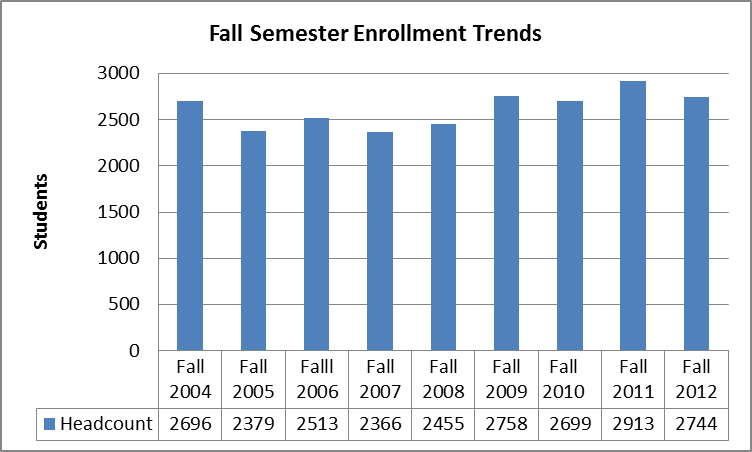 Fall Semester Enrollment Trends
3000
2500
2000
1500
1000
500
0
Students
Fall Fall Falll Fall Fall Fall Fall Fall Fall
2004 2005 2006 2007 2008 2009 2010 2011 2012
Headcount 2696 2379 2513 2366 2455 2758 2699 2913 2744